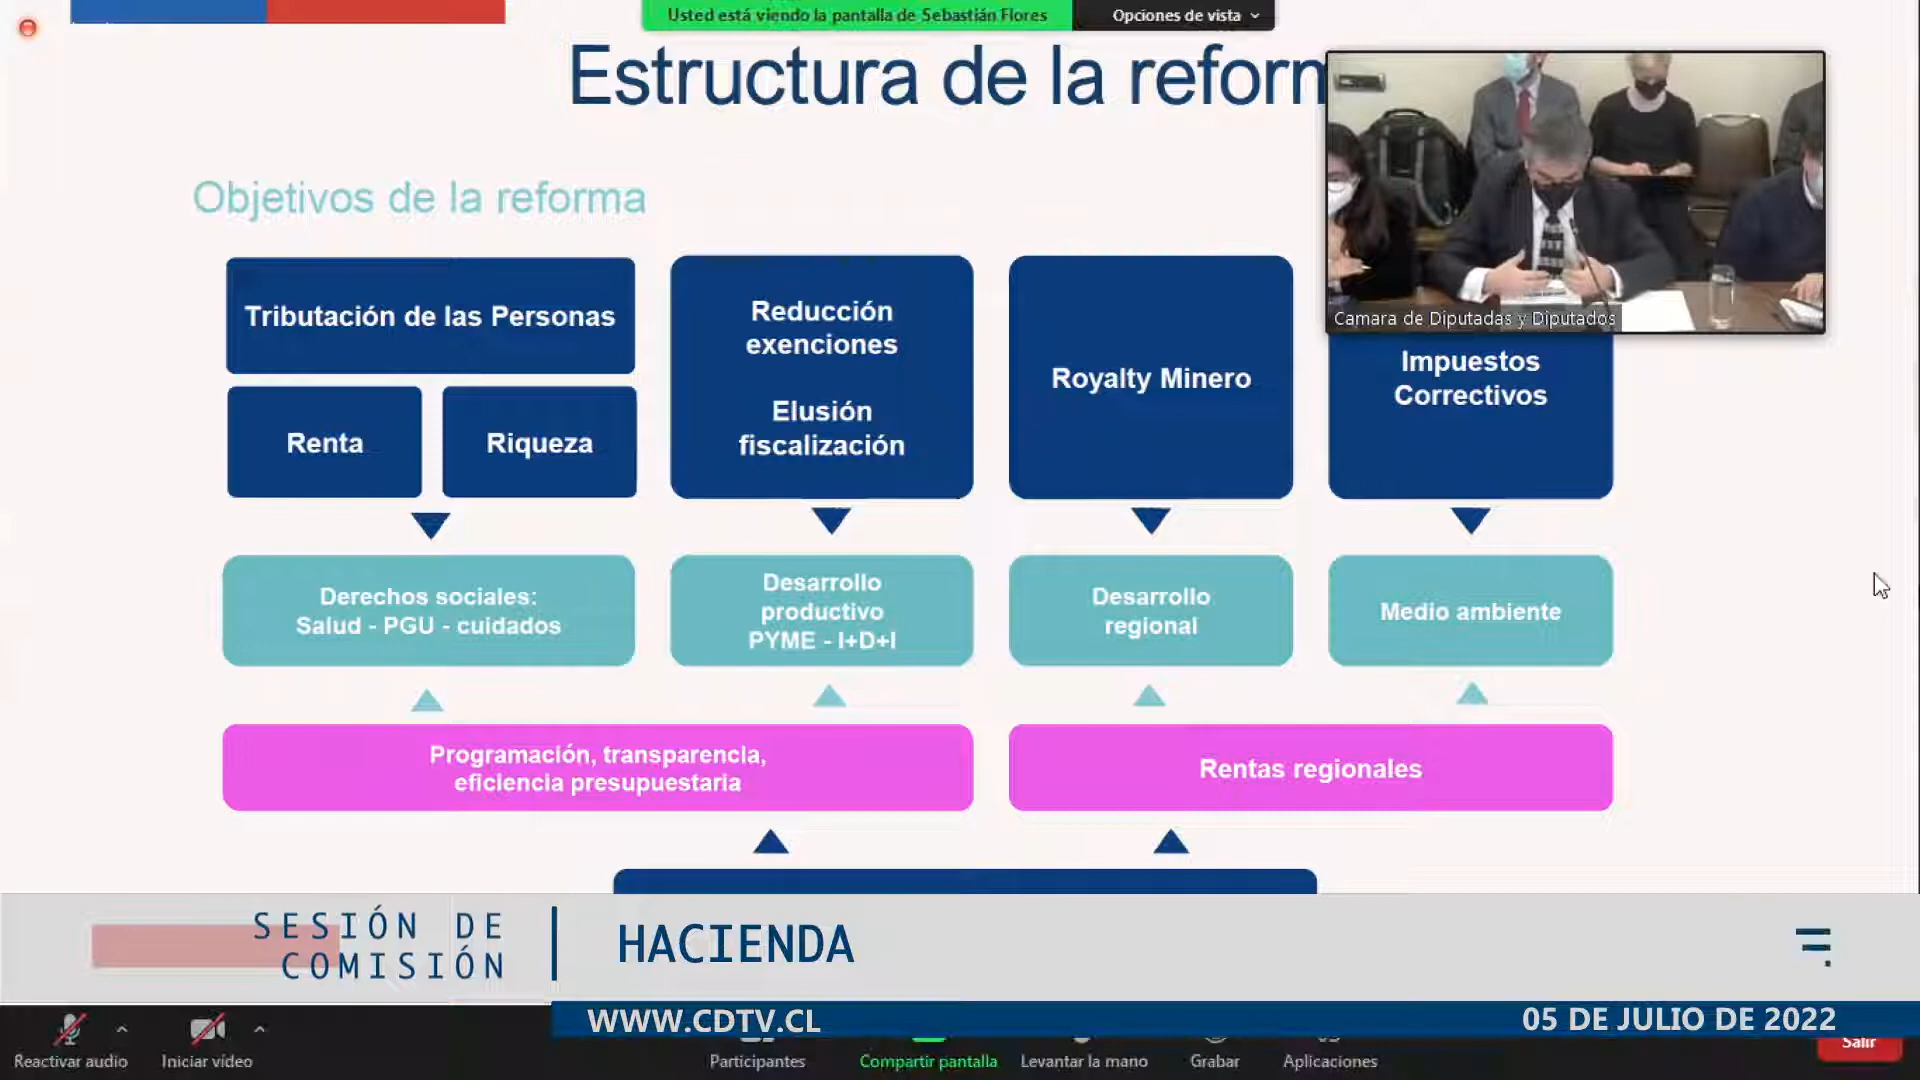 Usted está viendo la pantalla de Sebastián Flores
Opciones de vista
Estructura de la reform
Objetivos de la reforma
Camara de Diputadas y Diputados
Tributación de las Personas
Renta
Riqueza
Reducción
exenciones
Elusión
fiscalización
Royalty Minero
Impuestos
Correctivos
Derechos sociales:
Salud - PGU - cuidados
Desarrollo
productivo
PYME - I+D+I
Desarrollo
regional
Medio ambiente
Programación, transparencia,
eficiencia presupuestaria
Rentas regionales
SESIÓN DE
COMISIÓN
HACIENDA
WWW.CDTV.CL
05 DE JULIO DE 2022
Reactivar audio
Iniciar vídeo
Participantes
Compartir pantalla
Levantar la mano
Grabar
Aplicaciones
Salir